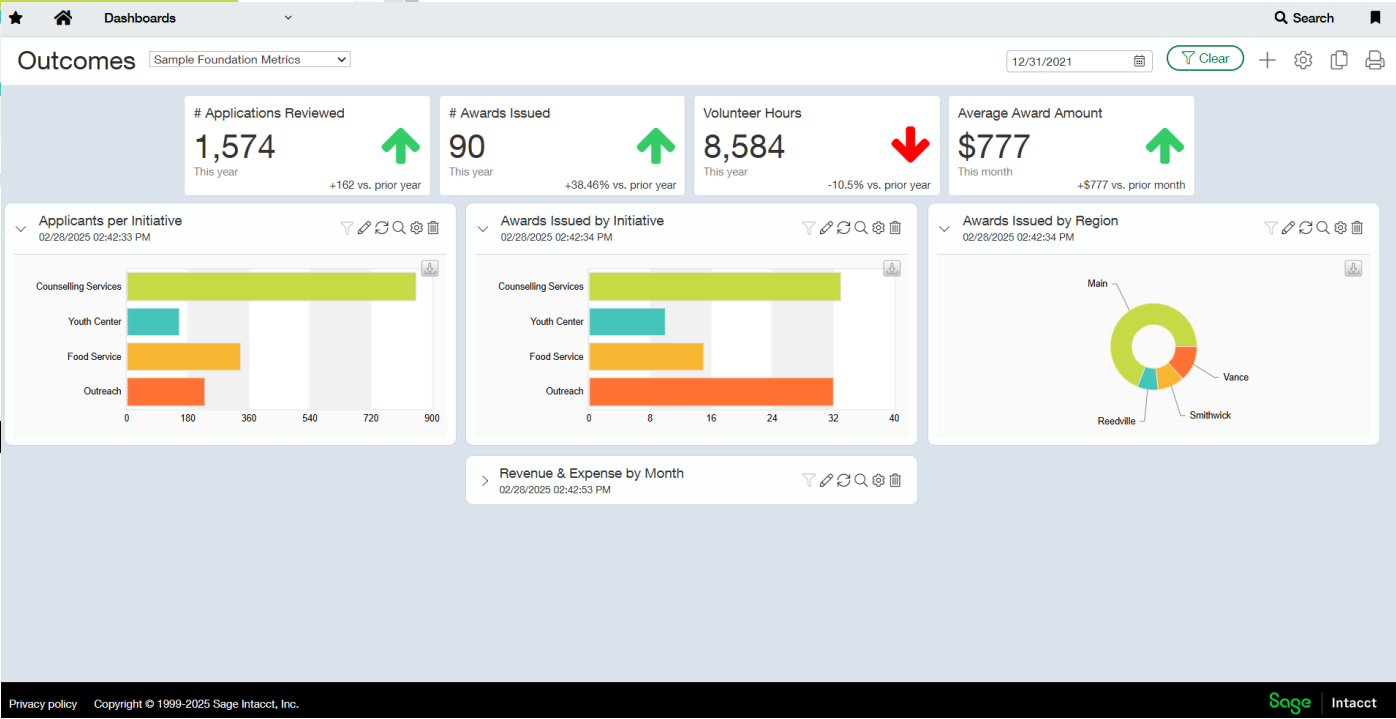 Dashboards
Search
Outcomes
Sample Foundation Metrics
12/31/2021
Clear
# Applications Reviewed
1,574
This year
+162 vs. prior year
# Awards Issued
90
This year
+38.46% vs. prior year
Volunteer Hours
8,584
This year
-10.5% vs. prior year
Average Award Amount
$777
This month
+$777 vs. prior month
Applicants per Initiative
02/28/2025 02:42:33 PM
Counselling Services
Youth Center
Food Service
Outreach
0 180 360 540 720 900
Awards Issued by Initiative
02/28/2025 02:42:34 PM
Counselling Services
Youth Center
Food Service
Outreach
0 8 16 24 32 40
Awards Issued by Region
02/28/2025 02:42:34 PM
Main
Vance
Smithwick
Reedville
Revenue & Expense by Month
02/28/2025 02:42:53 PM
Privacy policy Copyright © 1999-2025 Sage Intacct, Inc.
Sage Intacct